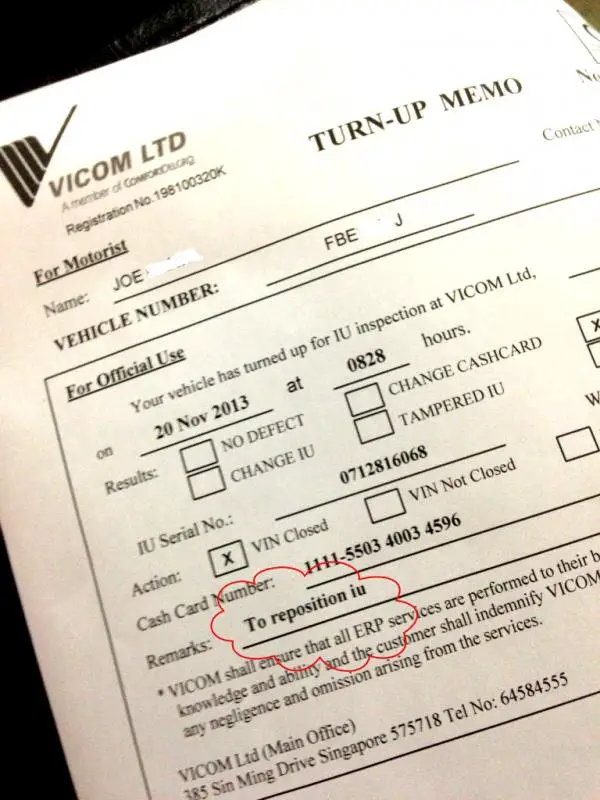 VICOM LTD
A member of COMFORTDELGRO
Registration No.198100320K
TURN-UP MEMO
Contact
For Motorist
Name: JOE
FBE J
VEHICLE NUMBER:
For Official Use
Your vehicle has turned up for IU inspection at VICOM Ltd,
on 20 Nov 2013 at 0828 hours.
Results: NO DEFECT CHANGE CASHCARD X
CHANGE IU TAMPERED IU
IU Serial No.: 0712816068
Action: X VIN Closed VIN Not Closed
Cash Card Number: 1111-5503 4003 4596
Remarks: To reposition iu
* VICOM shall ensure that all ERP services are performed to their b
knowledge and ability and the customer shall indemnify VICOM
any negligence and omission arising from the services.
VICOM Ltd (Main Office)
385 Sin Ming Drive Singapore 575718 Tel No: 64584555